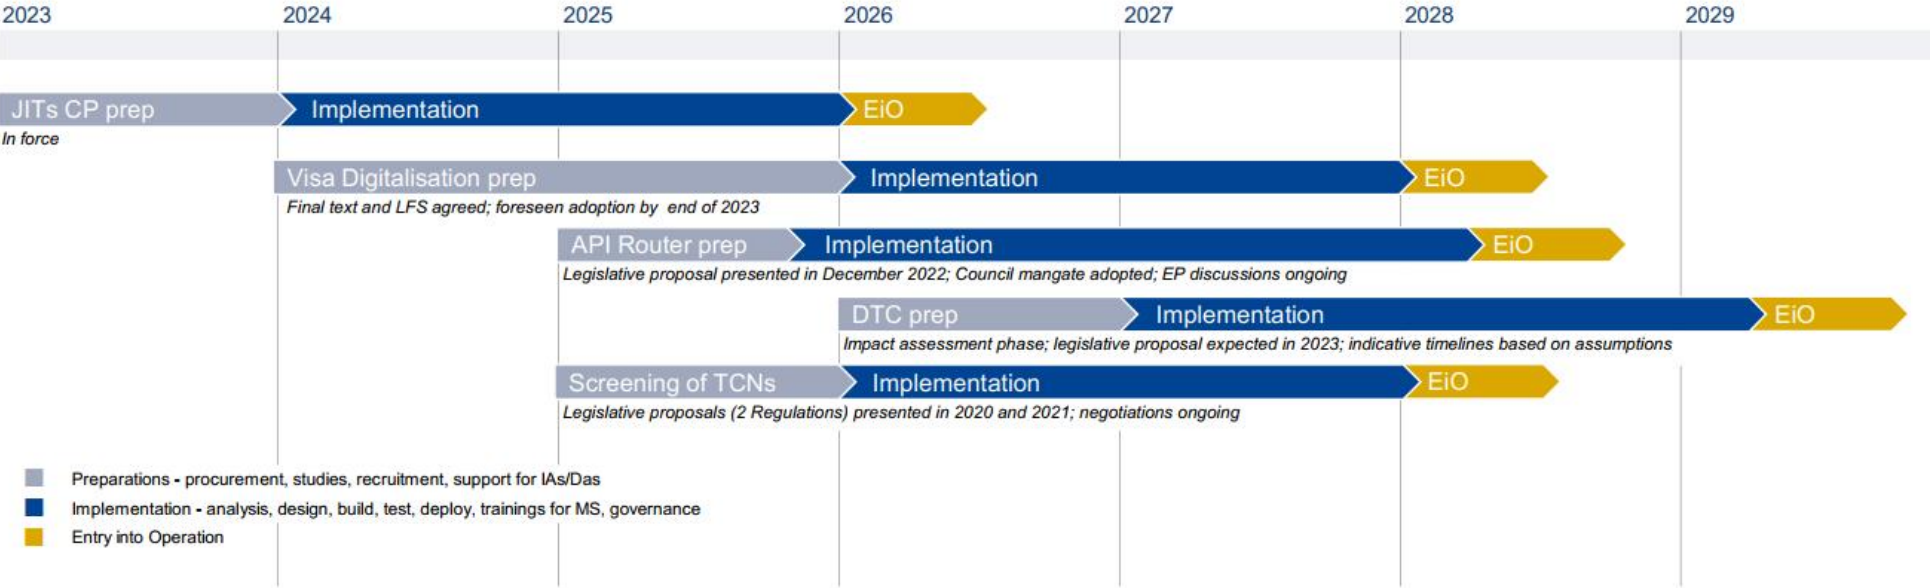 2023 2024 2025 2026 2027 2028 2029
JITs CP prep Implementation EiO
In force
Visa Digitalisation prep Implementation EiO
Final text and LFS agreed; foreseen adoption by end of 2023
API Router prep Implementation EiO
Legislative proposal presented in December 2022; Council mangate adopted; EP discussions ongoing
DTC prep Implementation EiO
Impact assessment phase; legislative proposal expected in 2023; indicative timelines based on assumptions
Screening of TCNs Implementation EiO
Legislative proposals (2 Regulations) presented in 2020 and 2021; negotiations ongoing
Preparations - procurement, studies, recruitment, support for IAs/Das
Implementation - analysis, design, build, test, deploy, trainings for MS, governance
Entry into Operation